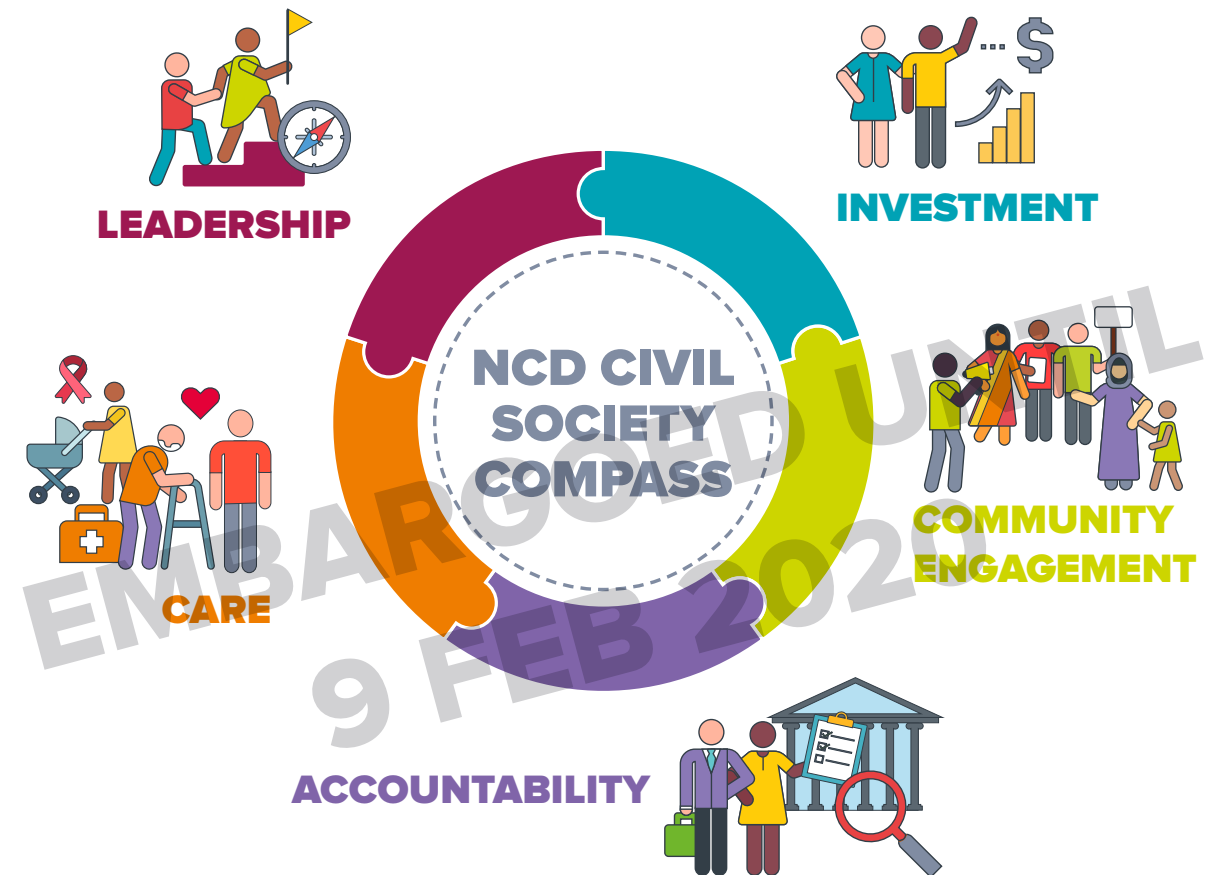 LEADERSHIP
INVESTMENT
NCD CIVIL
SOCIETY
COMPASS
COMMUNITY
ENGAGEMENT
CARE
ACCOUNTABILITY
EMBARGOED UNTIL
9 FEB 2020
$